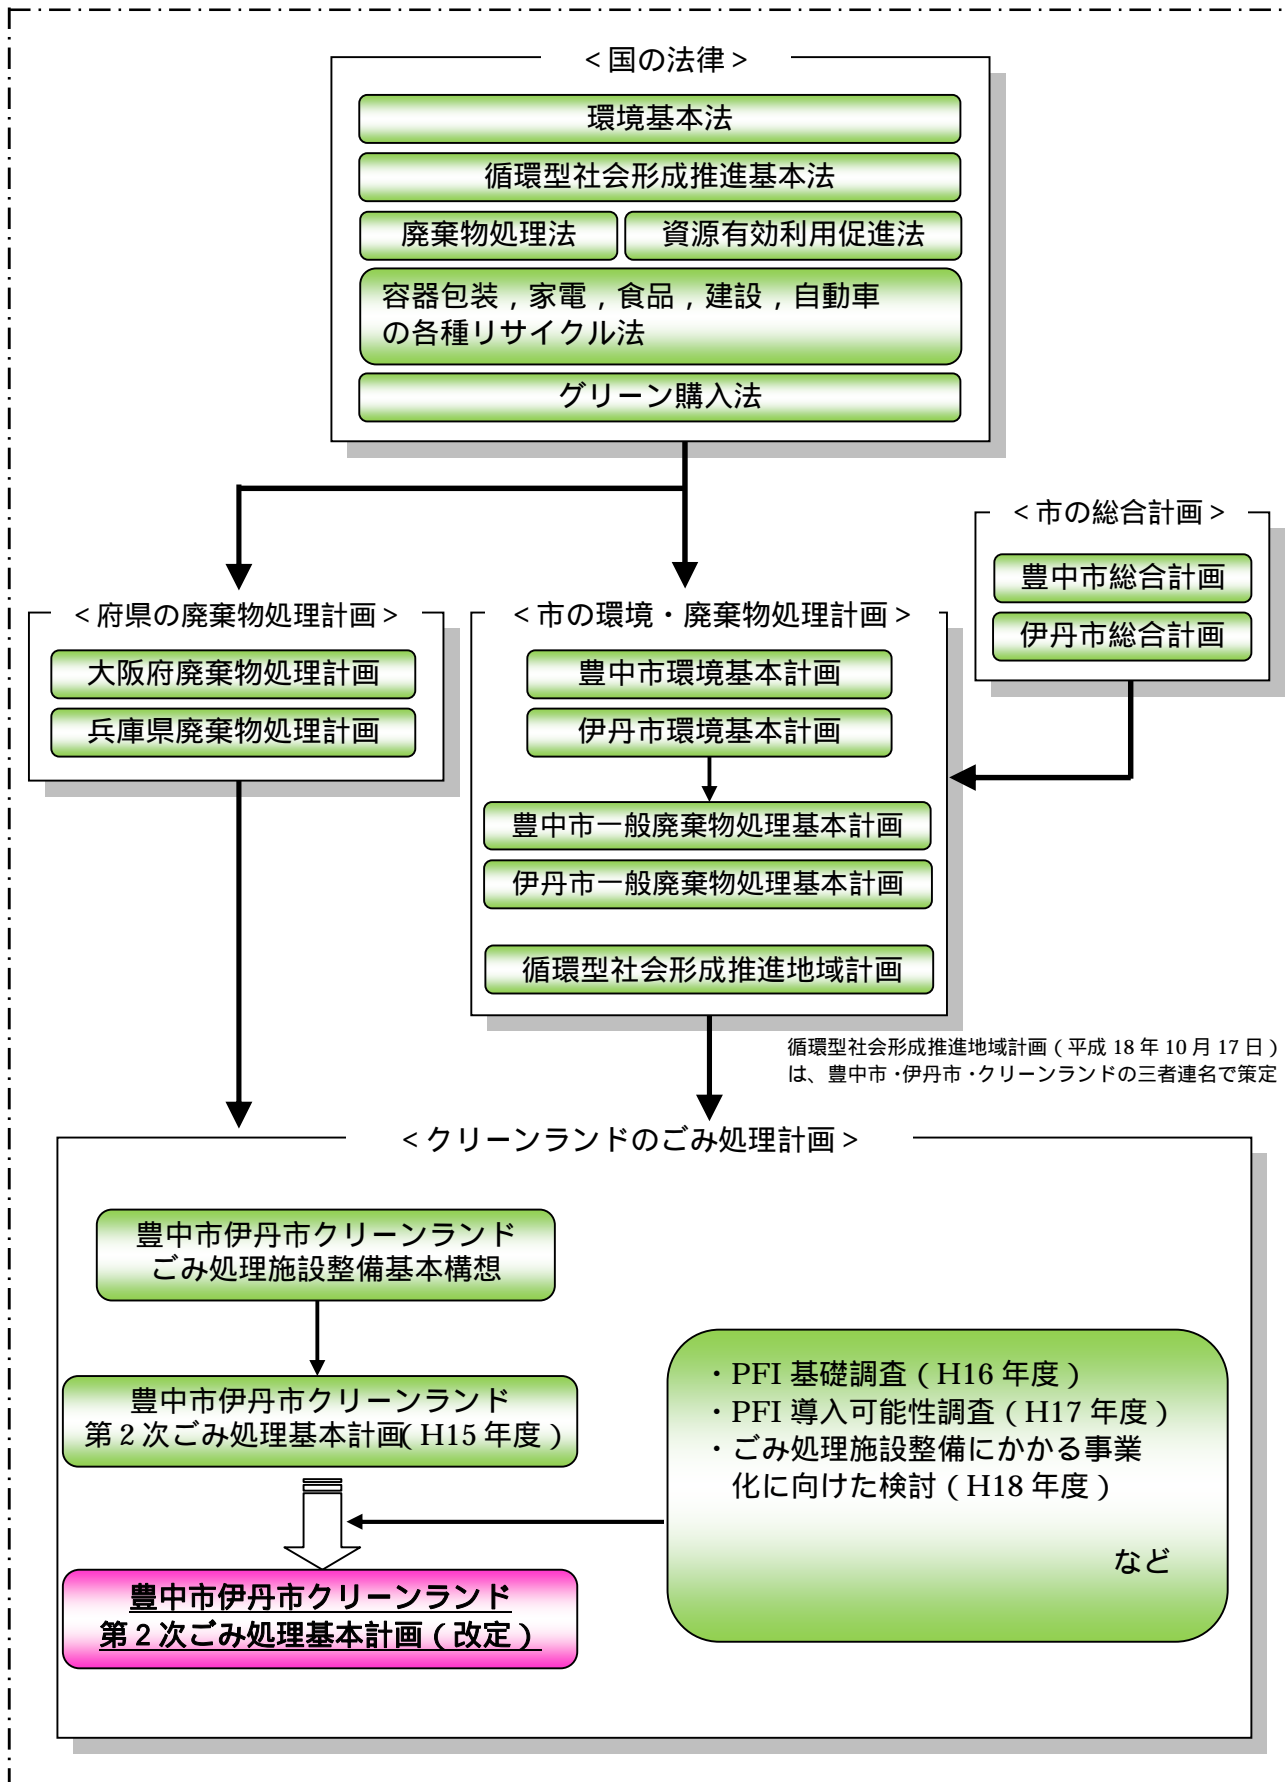 <国の法律>
環境基本法
循環型社会形成推進基本法
廃棄物処理法
資源有効利用促進法
容器包装，家電，食品，建設，自動車
の各種リサイクル法
グリーン購入法
<市の総合計画>
豊中市総合計画
伊丹市総合計画
<府県の廃棄物処理計画>
大阪府廃棄物処理計画
兵庫県廃棄物処理計画
<市の環境・廃棄物処理計画>
豊中市環境基本計画
伊丹市環境基本計画
豊中市一般廃棄物処理基本計画
伊丹市一般廃棄物処理基本計画
循環型社会形成推進地域計画
循環型社会形成推進地域計画（平成 18 年 10 月 17 日）
は、豊中市・伊丹市・クリーンランドの三者連名で策定
<クリーンランドのごみ処理計画>
豊中市伊丹市クリーンランド
ごみ処理施設整備基本構想
豊中市伊丹市クリーンランド
第２次ごみ処理基本計画（H15 年度）
・PFI 基礎調査（H16 年度）
・PFI 導入可能性調査（H17 年度）
・ごみ処理施設整備にかかる事業
化に向けた検討（H18 年度）
など
豊中市伊丹市クリーンランド
第２次ごみ処理基本計画（改定）